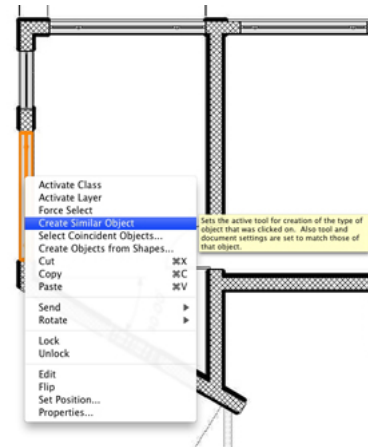 Activate Class
Activate Layer
Force Select
Create Similar Object
Select Coincident Objects...
Create Objects from Shapes...
Cut ⌘X
Copy ⌘C
Paste ⌘V
Send ▶
Rotate ▶
Lock
Unlock
Edit
Flip
Set Position...
Properties...
Sets the active tool for creation of the type of
object that was clicked on. Also tool and
document settings are set to match those of
that object.